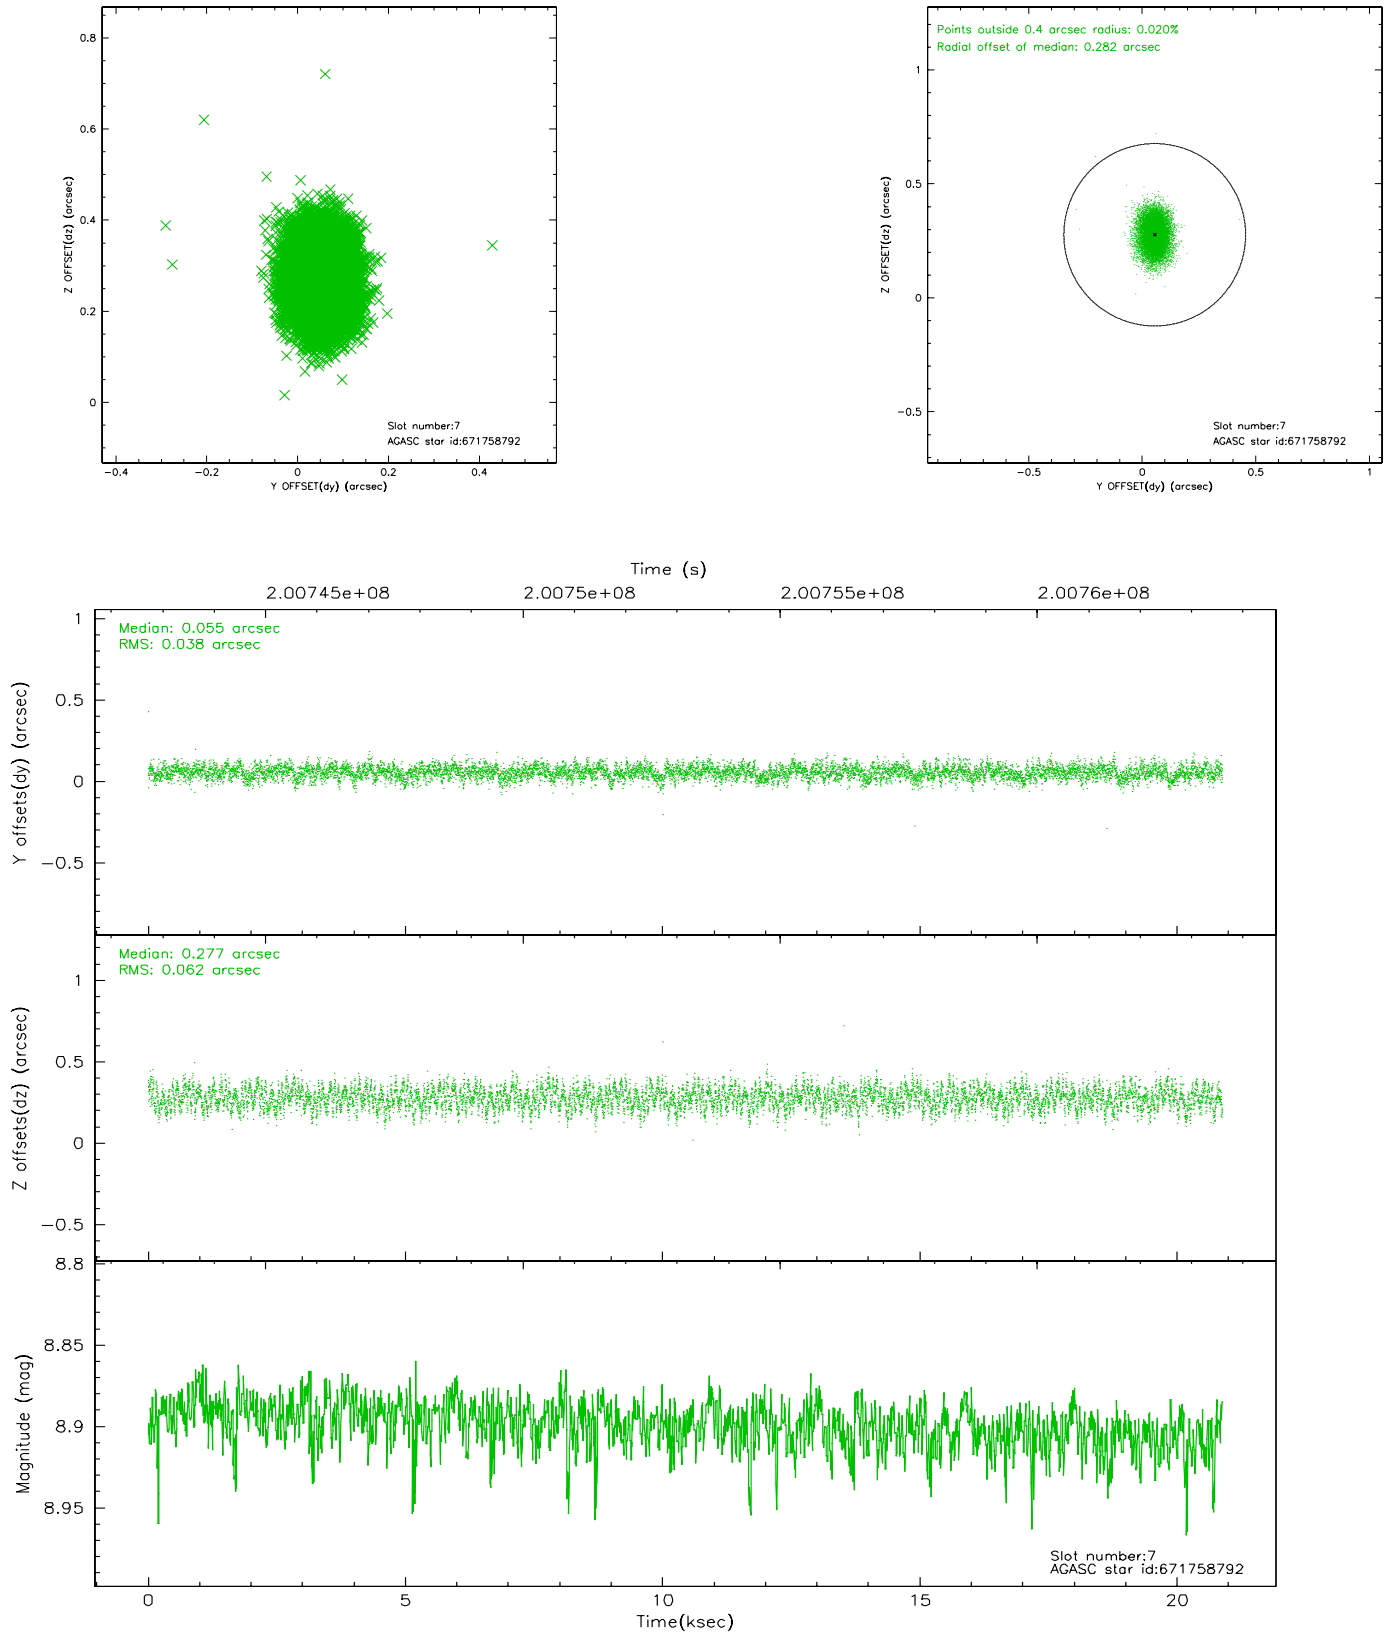 0.8
0.6
0.4
0.2
0
Z OFFSET(dz) (arcsec)
−0.4 −0.2 0 0.2 0.4
Y OFFSET(dy) (arcsec)
Slot number:7
AGASC star id:671758792
Points outside 0.4 arcsec radius: 0.020%
Radial offset of median: 0.282 arcsec
1
0.5
0
−0.5
Z OFFSET(dz) (arcsec)
−0.5 0 0.5 1
Y OFFSET(dy) (arcsec)
Slot number:7
AGASC star id:671758792
Time (s)
2.00745e+08 2.0075e+08 2.00755e+08 2.0076e+08
Median: 0.055 arcsec
RMS: 0.038 arcsec
1
0.5
0
−0.5
Y offsets(dy) (arcsec)
Median: 0.277 arcsec
RMS: 0.062 arcsec
1
0.5
0
−0.5
Z offsets(dz) (arcsec)
8.8
8.85
8.9
8.95
Magnitude (mag)
Slot number:7
AGASC star id:671758792
0 5 10 15 20
Time(ksec)